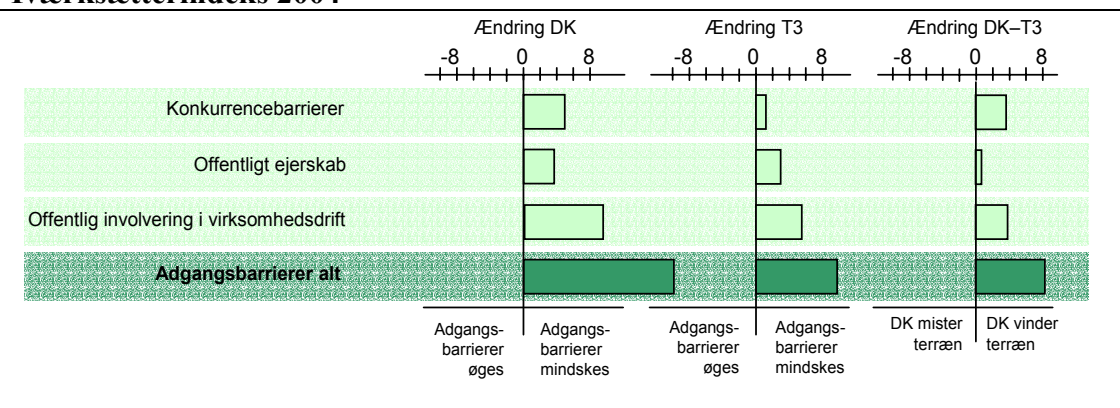 Ændring DK Ændring T3 Ændring DK–T3
-8 0 8 -8 0 8 -8 0 8
Konkurrencebarrierer
Offentligt ejerskab
Offentlig involvering i virksomhedsdrift
Adgangsbarrierer alt
Adgangs-
barrierer
øges
Adgangs-
barrierer
mindskes
Adgangs-
barrierer
øges
Adgangs-
barrierer
mindskes
DK mister
terræn
DK vinder
terræn